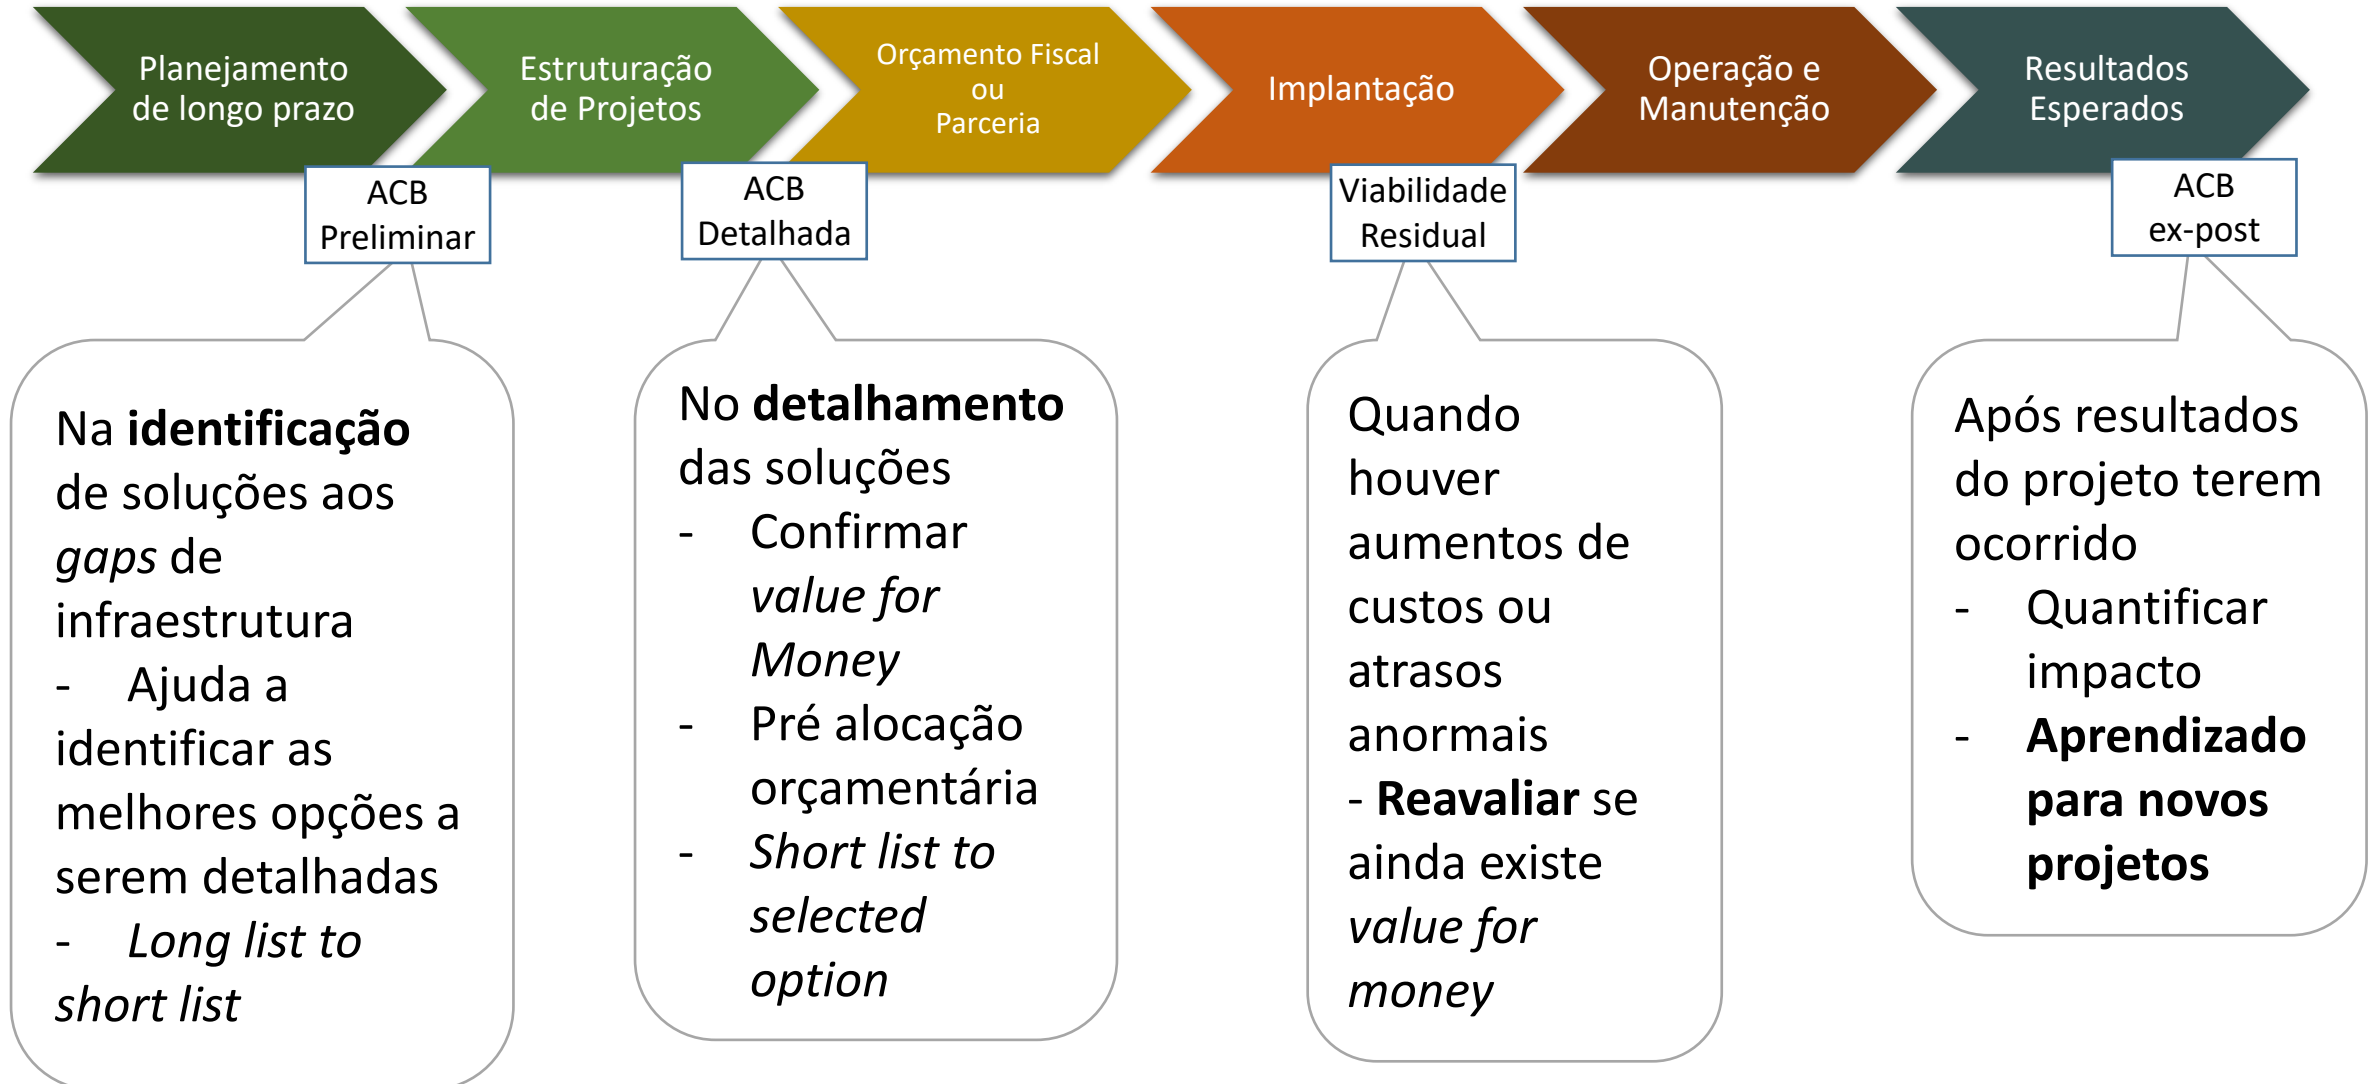 Planejamento
de longo prazo
Estruturação
de Projetos
Orçamento Fiscal
ou
Parceria
Implantação
Operação e
Manutenção
Resultados
Esperados
ACB
Preliminar
ACB
Detalhada
Viabilidade
Residual
ACB
ex-post
Na identificação
de soluções aos
gaps de
infraestrutura
- Ajuda a
identificar as
melhores opções a
serem detalhadas
- Long list to
short list
No detalhamento
das soluções
- Confirmar
value for
Money
- Pré alocação
orçamentária
- Short list to
selected
option
Quando
houver
aumentos de
custos ou
atrasos
anormais
- Reavaliar se
ainda existe
value for
money
Após resultados
do projeto terem
ocorrido
- Quantificar
impacto
- Aprendizado
para novos
projetos